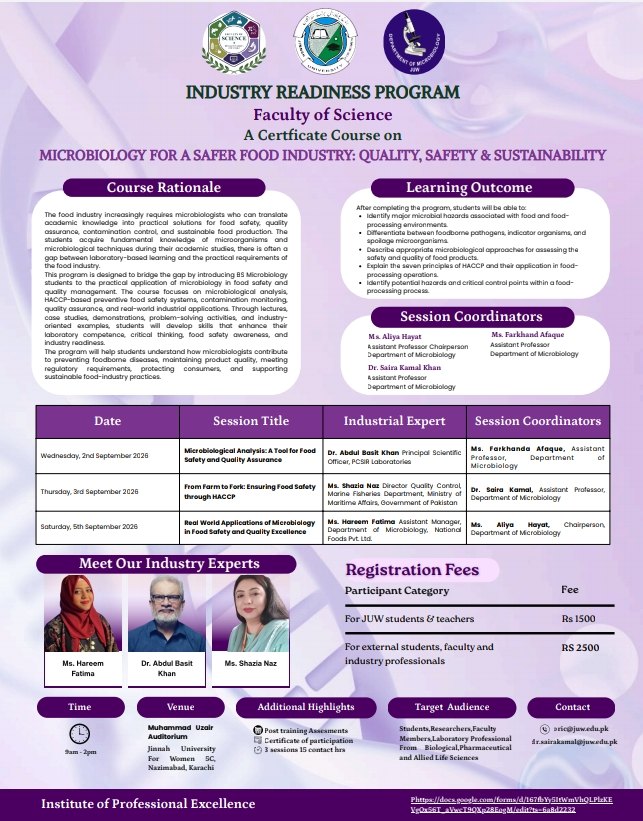 FACULTY OF
SCIENCE
DEPARTMENT OF MICROBIOLOGY
JUW
INDUSTRY READINESS PROGRAM
Faculty of Science
A Certficate Course on
MICROBIOLOGY FOR A SAFER FOOD INDUSTRY: QUALITY, SAFETY & SUSTAINABILITY
Course Rationale
The food industry increasingly requires microbiologists who can translate
academic knowledge into practical solutions for food safety, quality
assurance, contamination control, and sustainable food production. The
students acquire fundamental knowledge of microorganisms and
microbiological techniques during their academic studies, there is often a
gap between laboratory-based learning and the practical requirements of
the food industry.
This program is designed to bridge the gap by introducing BS Microbiology
students to the practical application of microbiology in food safety and
quality management. The course focuses on microbiological analysis,
HACCP-based preventive food safety systems, contamination monitoring,
quality assurance, and real-world industrial applications. Through lectures,
case studies, demonstrations, problem-solving activities, and industry-
oriented examples, students will develop skills that enhance their
laboratory competence, critical thinking, food safety awareness, and
industry readiness.
The program will help students understand how microbiologists contribute
to preventing foodborne diseases, maintaining product quality, meeting
regulatory requirements, protecting consumers, and supporting
sustainable food-industry practices.
Learning Outcome
After completing the program, students will be able to:
• Identify major microbial hazards associated with food and food-
processing environments.
• Differentiate between foodborne pathogens, indicator organisms, and
spoilage microorganisms.
• Describe appropriate microbiological approaches for assessing the
safety and quality of food products.
• Explain the seven principles of HACCP and their application in food-
processing operations.
• Identify potential hazards and critical control points within a food-
processing process.
Session Coordinators
Ms. Aliya Hayat
Assistant Professor Chairperson
Department of Microbiology
Ms. Farkhand Afaque
Assistant Professor
Department of Microbiology
Dr. Saira Kamal Khan
Assistant Professor
Department of Microbiology
Date Session Title Industrial Expert Session Coordinators
Wednesday, 2nd September 2026
Microbiological Analysis: A Tool for Food
Safety and Quality Assurance
Dr. Abdul Basit Khan Principal Scientific
Officer, PCSIR Laboratories
Ms. Farkhanda Afaque, Assistant
Professor, Department of
Microbiology
Thursday, 3rd September 2026
From Farm to Fork: Ensuring Food Safety
through HACCP
Ms. Shazia Naz Director Quality Control,
Marine Fisheries Department, Ministry of
Maritime Affairs, Government of Pakistan
Dr. Saira Kamal, Assistant Professor,
Department of Microbiology
Saturday, 5th September 2026
Real World Applications of Microbiology
in Food Safety and Quality Excellence
Ms. Hareem Fatima Assistant Manager,
Department of Microbiology, National
Foods Pvt. Ltd.
Ms. Aliya Hayat, Chairperson,
Department of Microbiology
Meet Our Industry Experts
Ms. Hareem
Fatima
Dr. Abdul Basit
Khan
Ms. Shazia Naz
Registration Fees
Participant Category Fee
For JUW students & teachers Rs 1500
For external students, faculty and
industry professionals
RS 2500
Time
9am - 2pm
Venue
Muhammad Uzair
Auditorium
Jinnah University
For Women 5C,
Nazimabad, Karachi
Additional Highlights
Post training Assesments
Certificate of participation
3 sessions 15 contact hrs
Target Audience
Students,Researchers,Faculty
Members,Laboratory Professional
From Biological,Pharmaceutical
and Allied Life Sciences
Contact
oric@juw.edu.pk
dr.sairakamal@juw.edu.pk
Institute of Professional Excellence